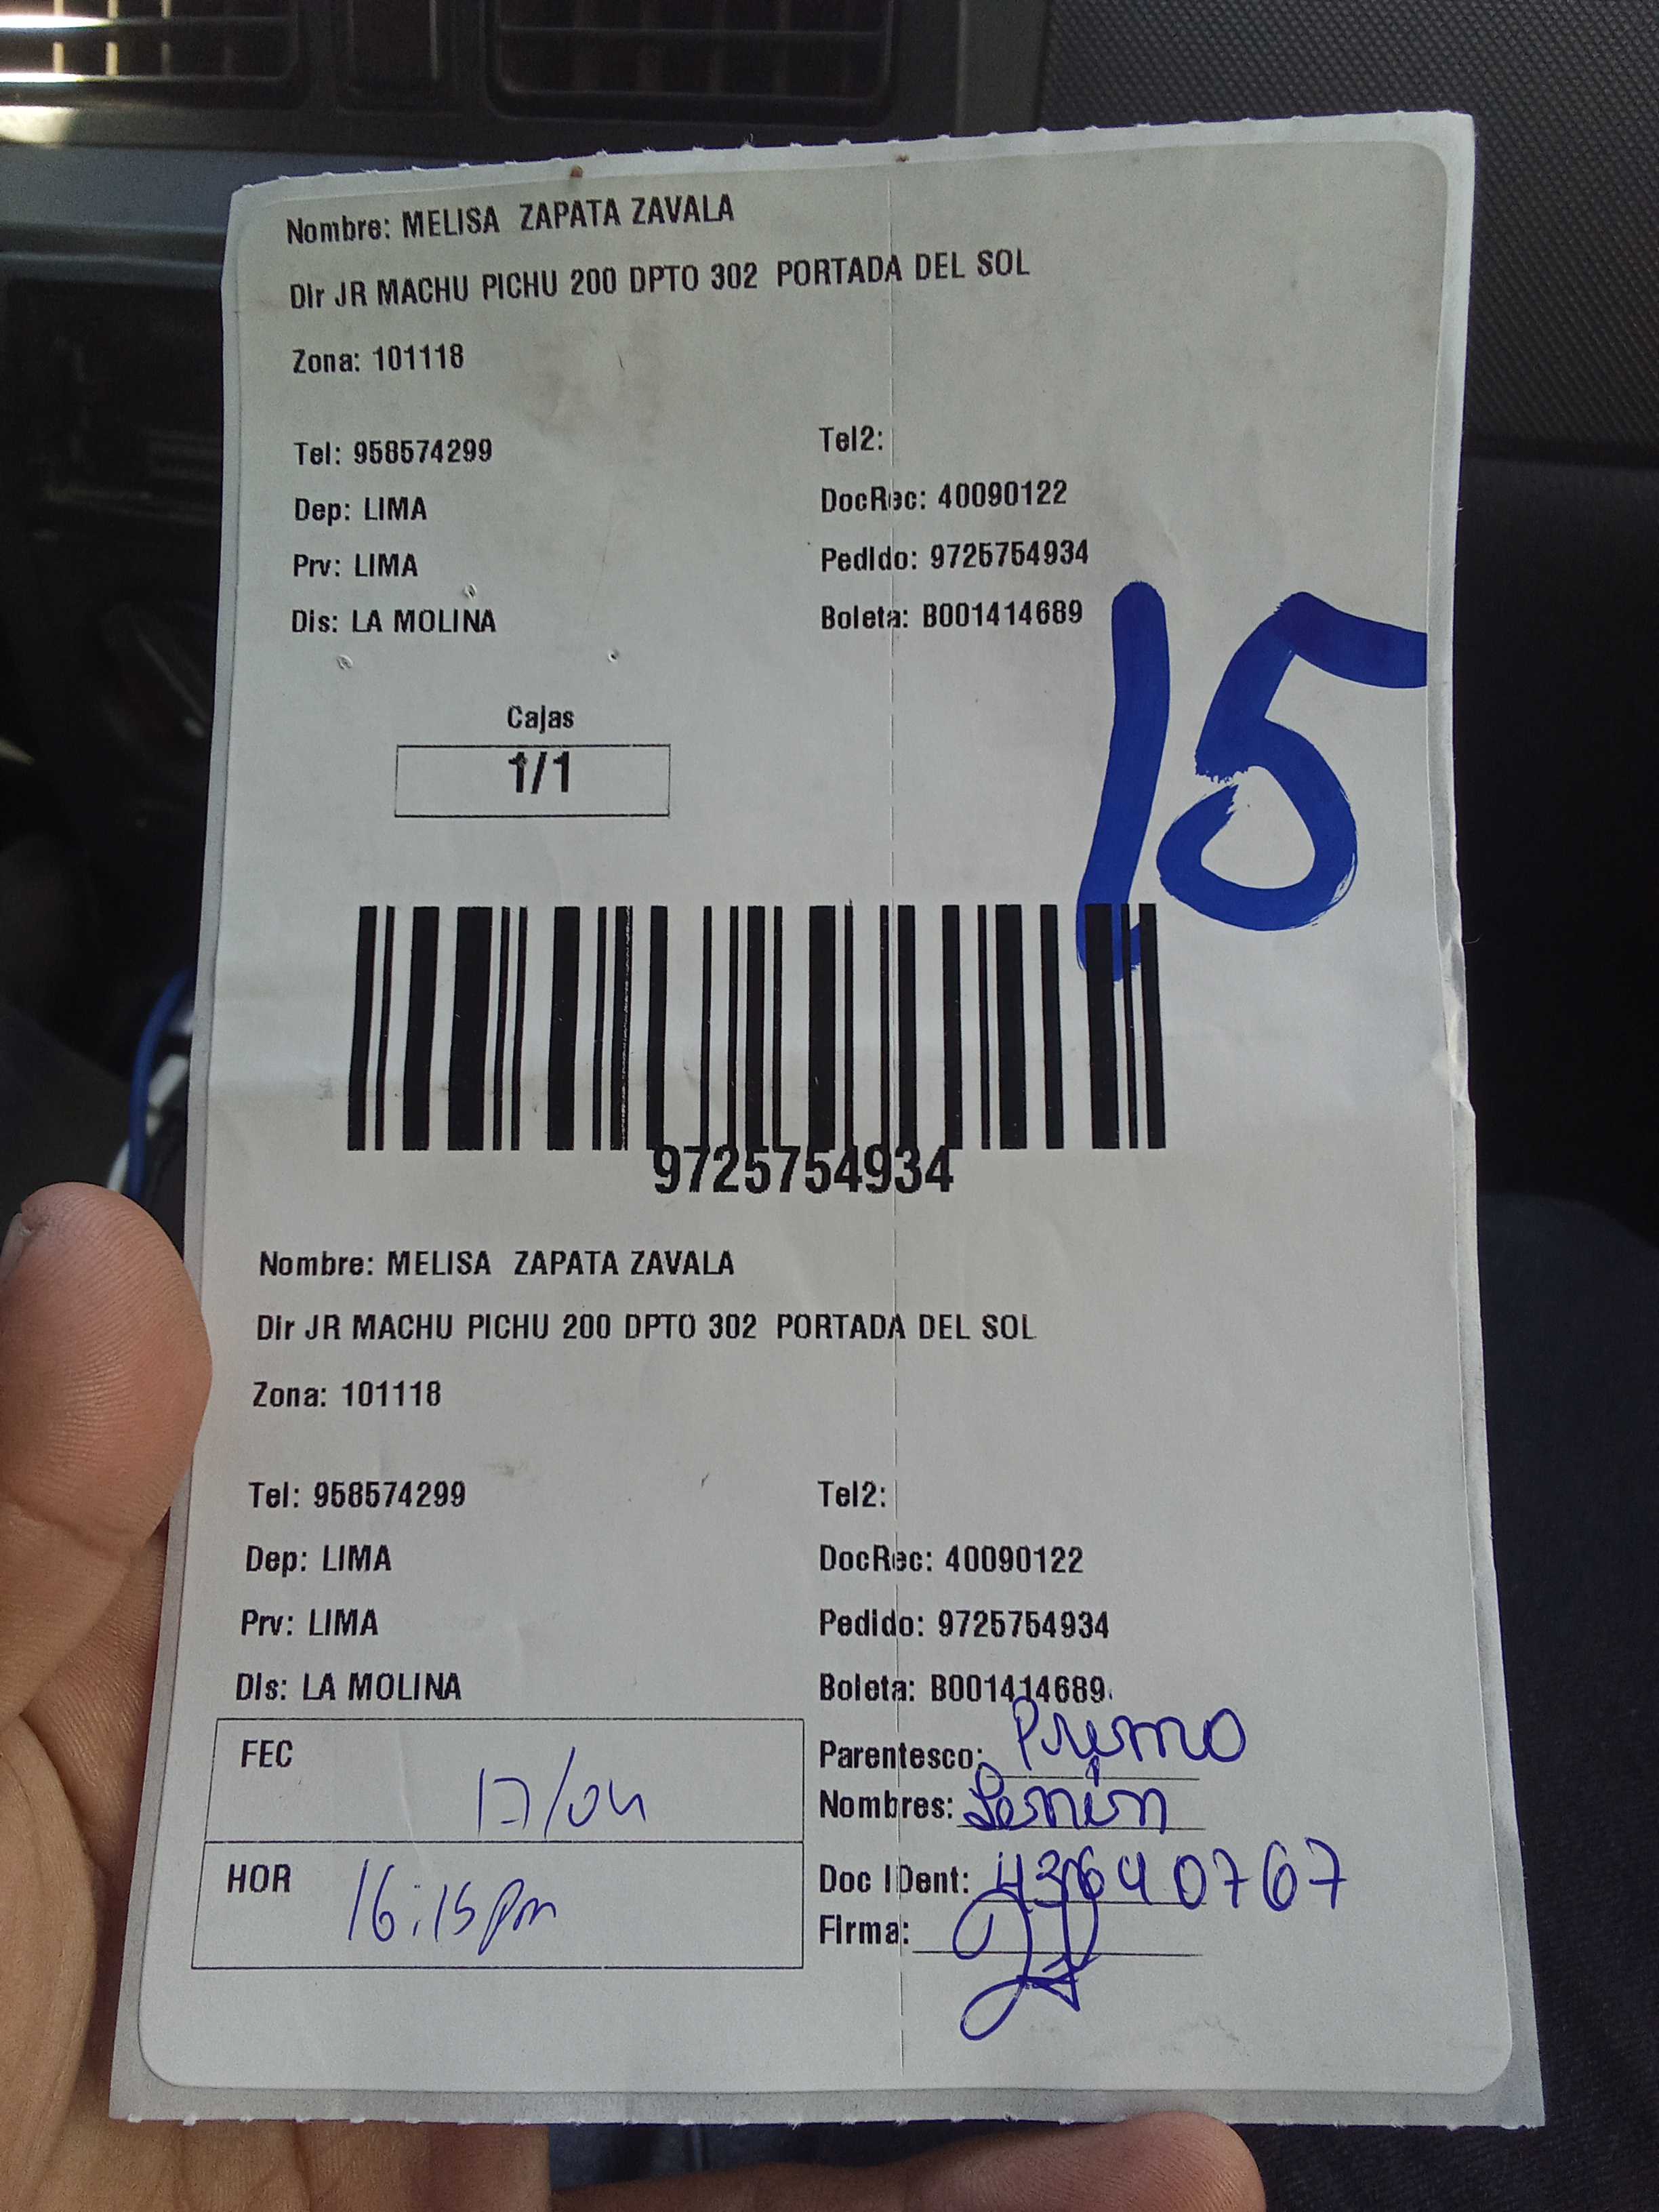 Nombre: MELISA ZAPATA ZAVALA
Dir JR MACHU PICHU 200 DPTO 302 PORTADA DEL SOL
Zona: 101118
Tel: 958574299 Tel2:
Dep: LIMA DocRec: 40090122
Prv: LIMA Pedido: 9725754934
Dis: LA MOLINA Boleta: B001414689
15
Cajas
1/1
9725754934
Nombre: MELISA ZAPATA ZAVALA
Dir JR MACHU PICHU 200 DPTO 302 PORTADA DEL SOL
Zona: 101118
Tel: 958574299 Tel2:
Dep: LIMA DocRec: 40090122
Prv: LIMA Pedido: 9725754934
Dis: LA MOLINA Boleta: B001414689
FEC 17/04 Parentesco: Primo
Nombres: Lenin
HOR 16:15 pm Doc IDent: 43640767
Firma: